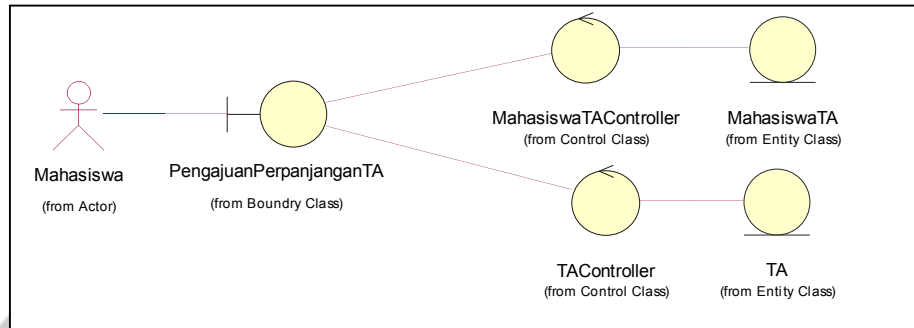 MahasiswaTAController
(from Control Class)
MahasiswaTA
(from Entity Class)
Mahasiswa
(from Actor)
PengajuanPerpanjanganTA
(from Boundry Class)
TAController
(from Control Class)
TA
(from Entity Class)